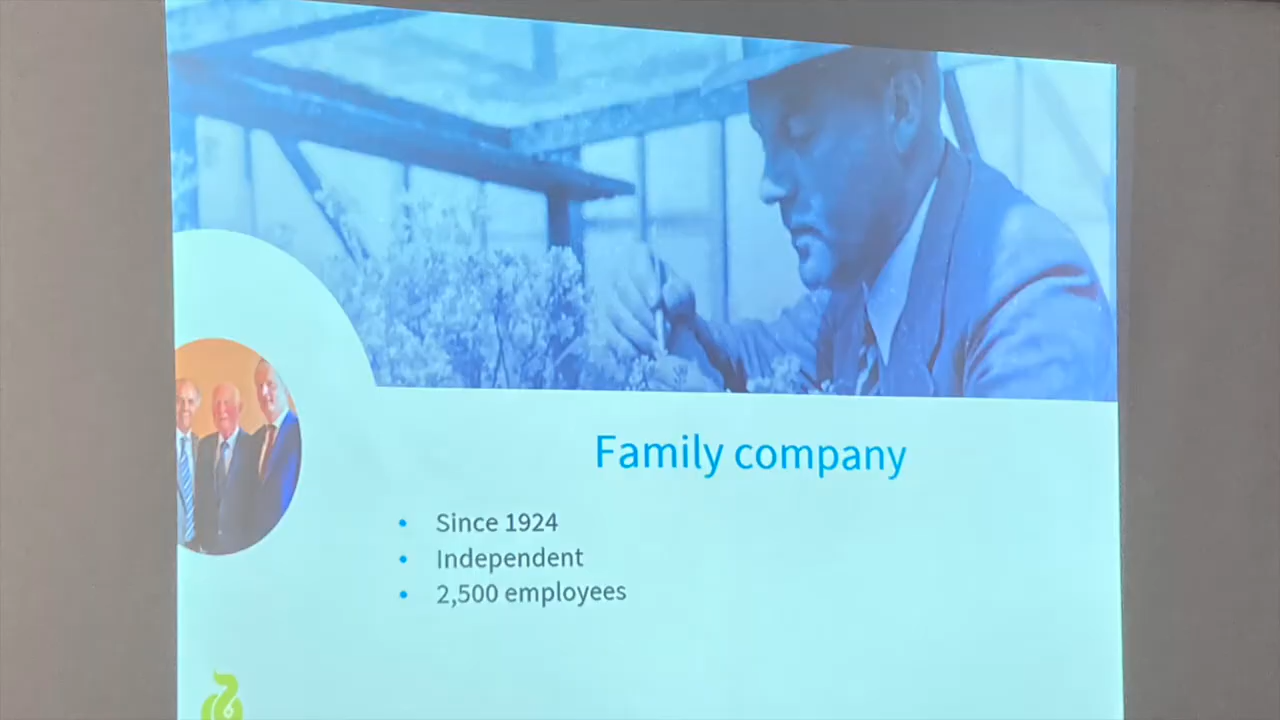 Family company
• Since 1924
• Independent
• 2,500 employees